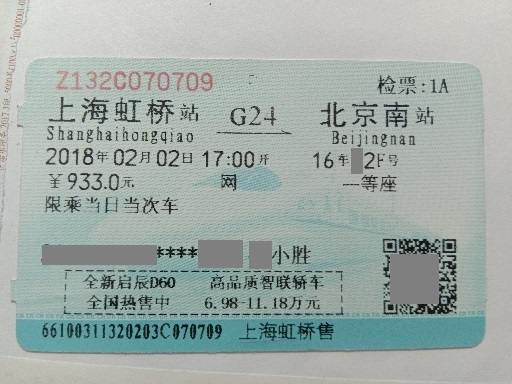 Z132C070709
检票:1A
上海虹桥站 G24 北京南站
Shanghaihongqiao Beijingnan
2018年02月02日17:00开 16车2F号
￥933.0元 网 一等座
限乘当日当次车
****小胜
全新启辰D60 高品质智联轿车
全国热售中 6.98-11.18万元
66100311320203C070709 上海虹桥售